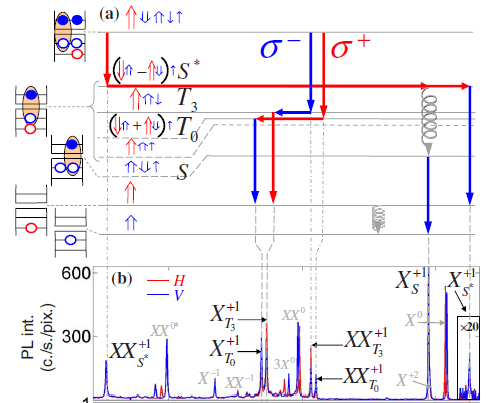 (a)
⇑⇓⇑↓↑
σ⁻ σ⁺
(⇓⇑−⇑⇓)↑ S*
⇑⇑↓ T₃
(⇓⇑+⇑⇓)↑ T₀
⇑⇑↑
⇑⇓↑ S
⇑
⇑
(b)
H
V
PL int.
(c./s./pix.)
600
300
1
XX⁺¹S*
XX⁰*
X⁻¹
XX⁻¹
X⁺¹T₀
X⁺¹T₃
3X⁰
XX⁰
XX⁺¹T₃
XX⁺¹T₀
X⁺¹S
X⁺¹S*
X⁰
X⁺²
×20